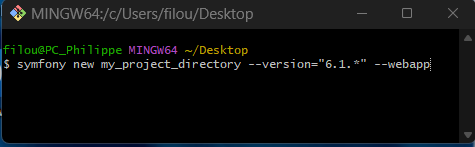 MINGW64:/c/Users/filou/Desktop
filou@PC_Philippe MINGW64 ~/Desktop
$ symfony new my_project_directory --version="6.1.*" --webapp